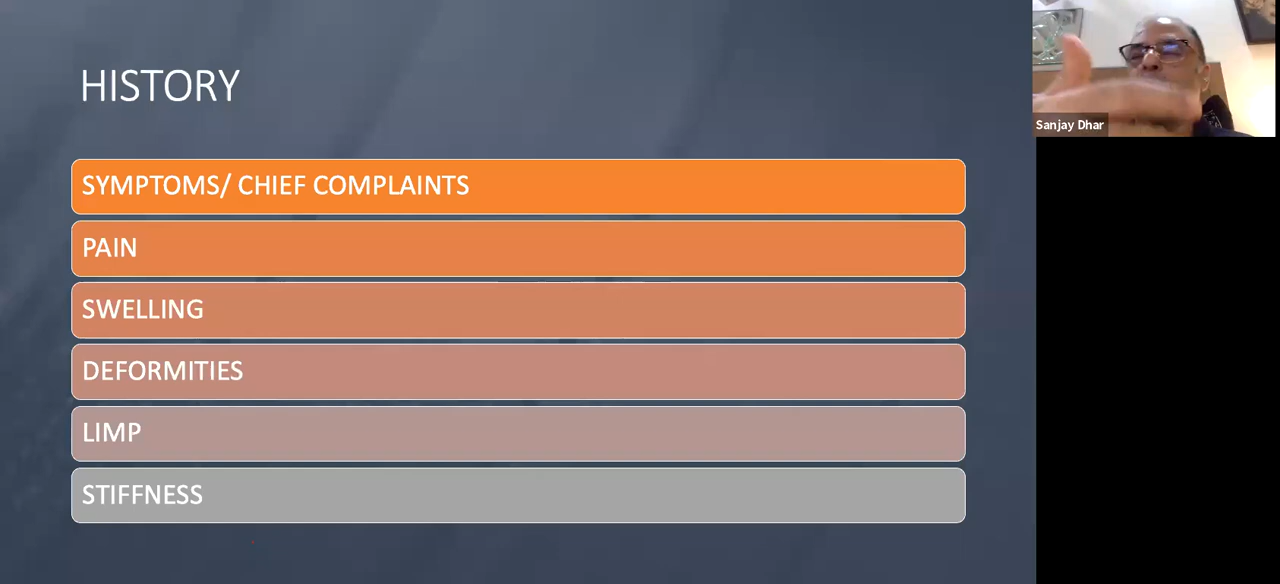 HISTORY
SYMPTOMS/ CHIEF COMPLAINTS
PAIN
SWELLING
DEFORMITIES
LIMP
STIFFNESS
Sanjay Dhar